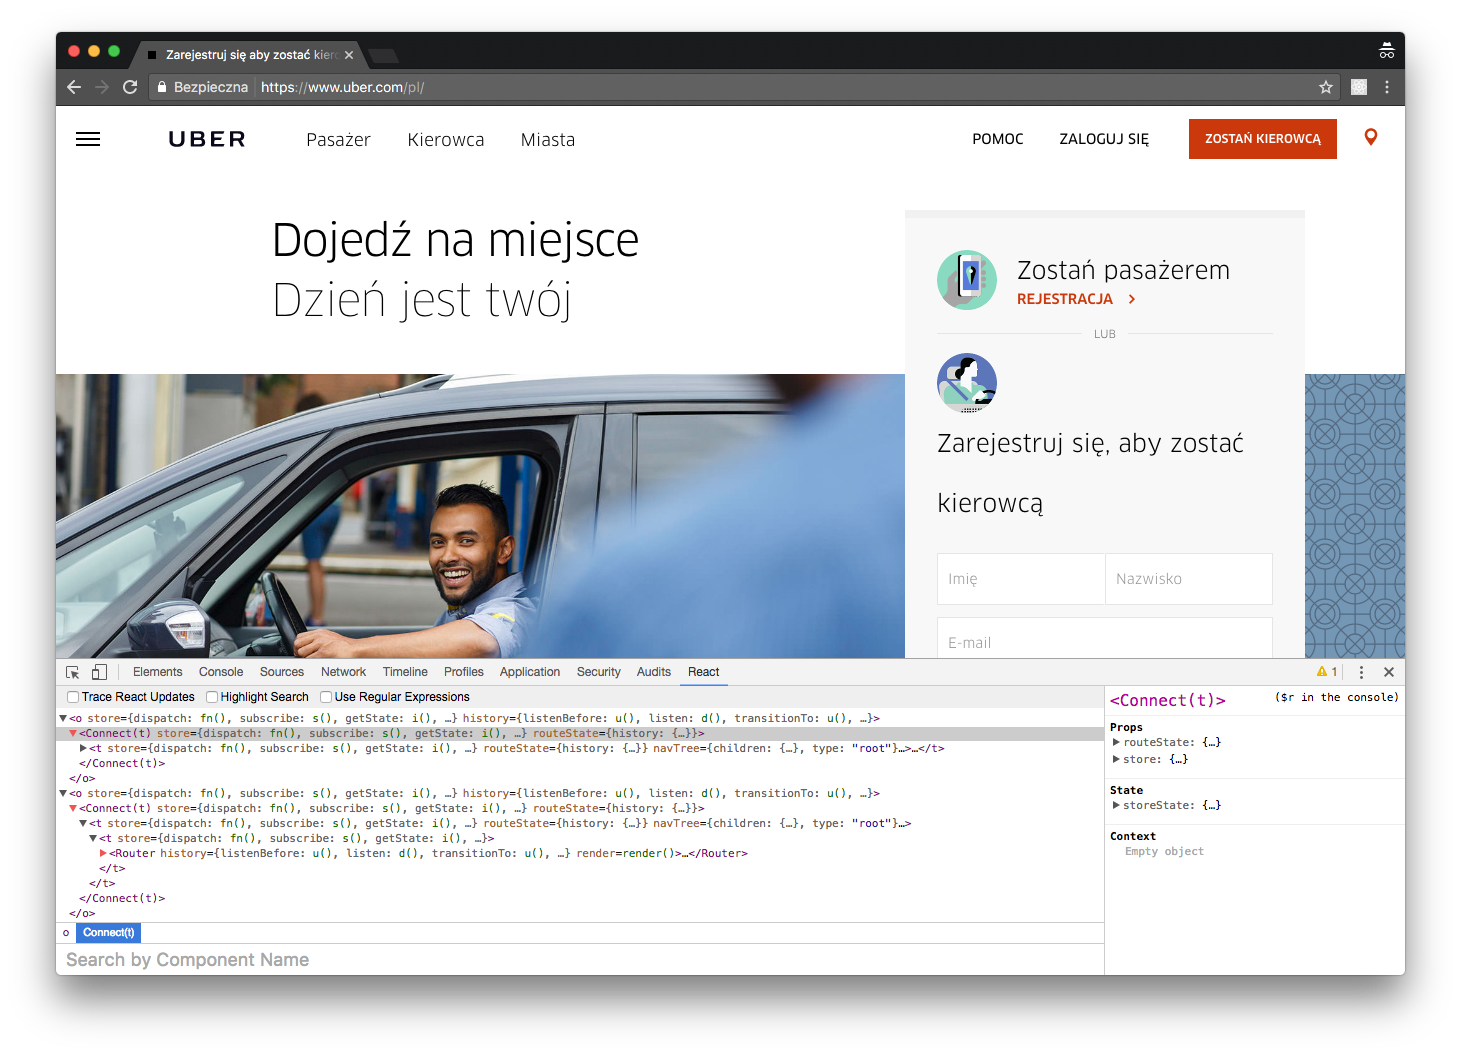 Zarejestruj się aby zostać kiero
Bezpieczna https://www.uber.com/pl/
UBER Pasażer Kierowca Miasta POMOC ZALOGUJ SIĘ ZOSTAŃ KIEROWCĄ
Dojedź na miejsce
Dzień jest twój
Zostań pasażerem
REJESTRACJA >
LUB
Zarejestruj się, aby zostać
kierowcą
Imię Nazwisko
E-mail
Elements Console Sources Network Timeline Profiles Application Security Audits React 1
Trace React Updates Highlight Search Use Regular Expressions
<o store={dispatch: fn(), subscribe: s(), getState: i(), …} history={listenBefore: u(), listen: d(), transitionTo: u(), …}>
<Connect(t) store={dispatch: fn(), subscribe: s(), getState: i(), …} routeState={history: {…}}>
<t store={dispatch: fn(), subscribe: s(), getState: i(), …} routeState={history: {…}} navTree={children: {…}, type: "root"}…>…</t>
</Connect(t)>
</o>
<o store={dispatch: fn(), subscribe: s(), getState: i(), …} history={listenBefore: u(), listen: d(), transitionTo: u(), …}>
<Connect(t) store={dispatch: fn(), subscribe: s(), getState: i(), …} routeState={history: {…}}>
<t store={dispatch: fn(), subscribe: s(), getState: i(), …} routeState={history: {…}} navTree={children: {…}, type: "root"}…>
<t store={dispatch: fn(), subscribe: s(), getState: i(), …}>
<Router history={listenBefore: u(), listen: d(), transitionTo: u(), …} render=render()>…</Router>
</t>
</t>
</Connect(t)>
</o>
o Connect(t)
Search by Component Name
<Connect(t)> ($r in the console)
Props
routeState: {…}
store: {…}
State
storeState: {…}
Context
Empty object